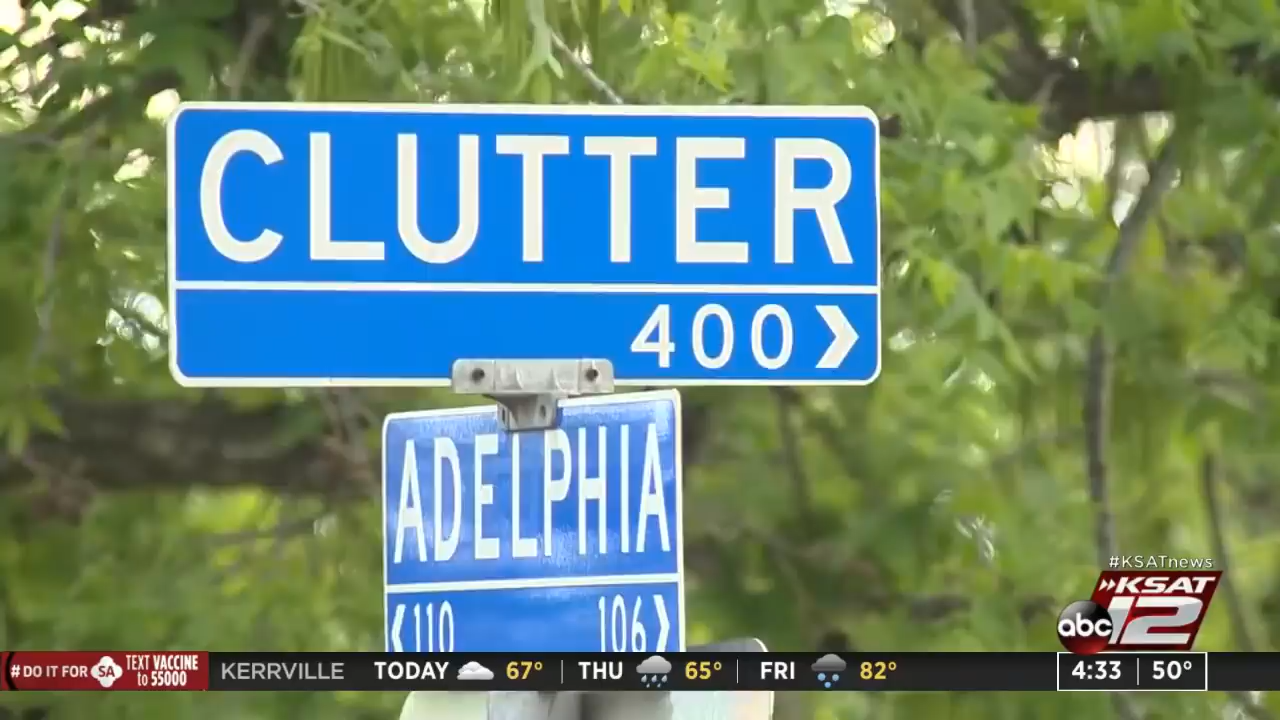 CLUTTER
400
ADELPHIA
110 106
#KSATnews
KSAT
abc 12
#DO IT FOR SA TEXT VACCINE to 55000 KERRVILLE TODAY 67° THU 65° FRI 82° 4:33 50°